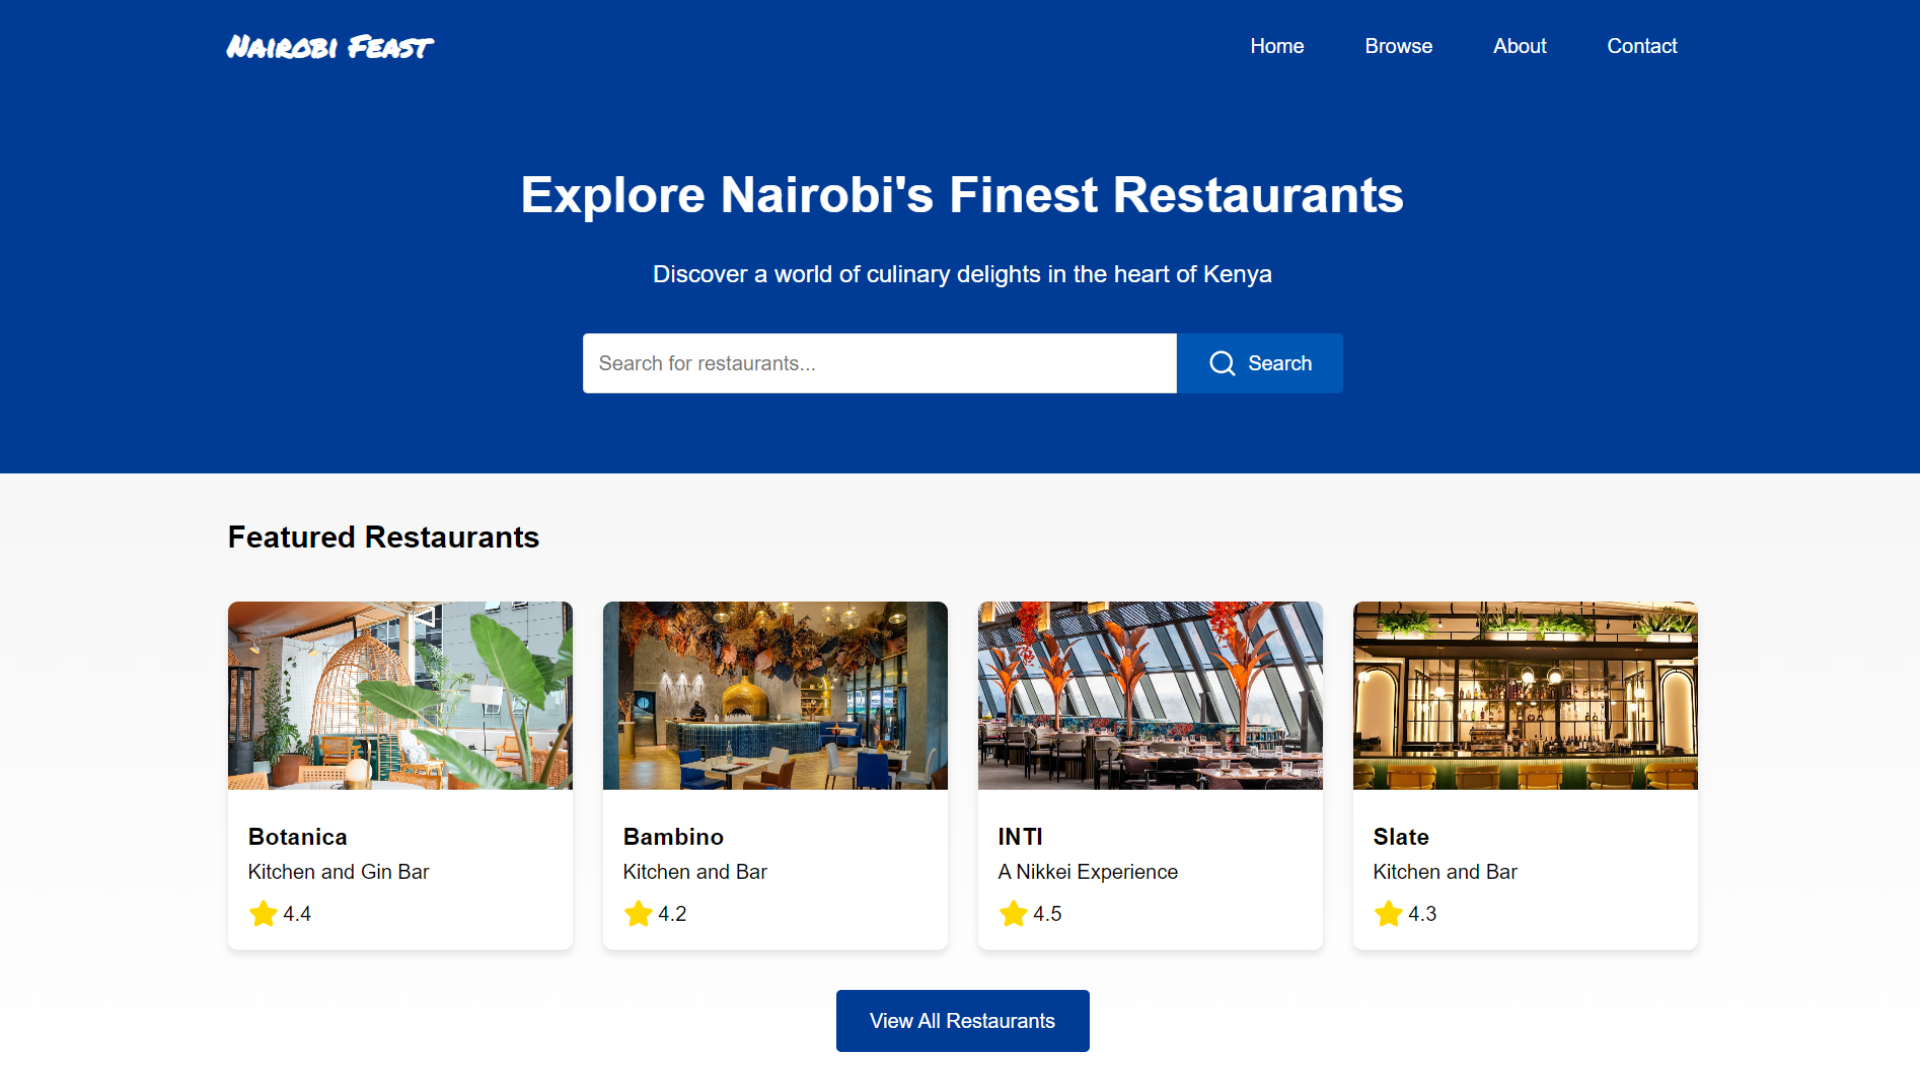 Nairobi Feast
Home Browse About Contact
Explore Nairobi's Finest Restaurants
Discover a world of culinary delights in the heart of Kenya
Search for restaurants... Search
Featured Restaurants
Botanica
Kitchen and Gin Bar
4.4
Bambino
Kitchen and Bar
4.2
INTI
A Nikkei Experience
4.5
Slate
Kitchen and Bar
4.3
View All Restaurants